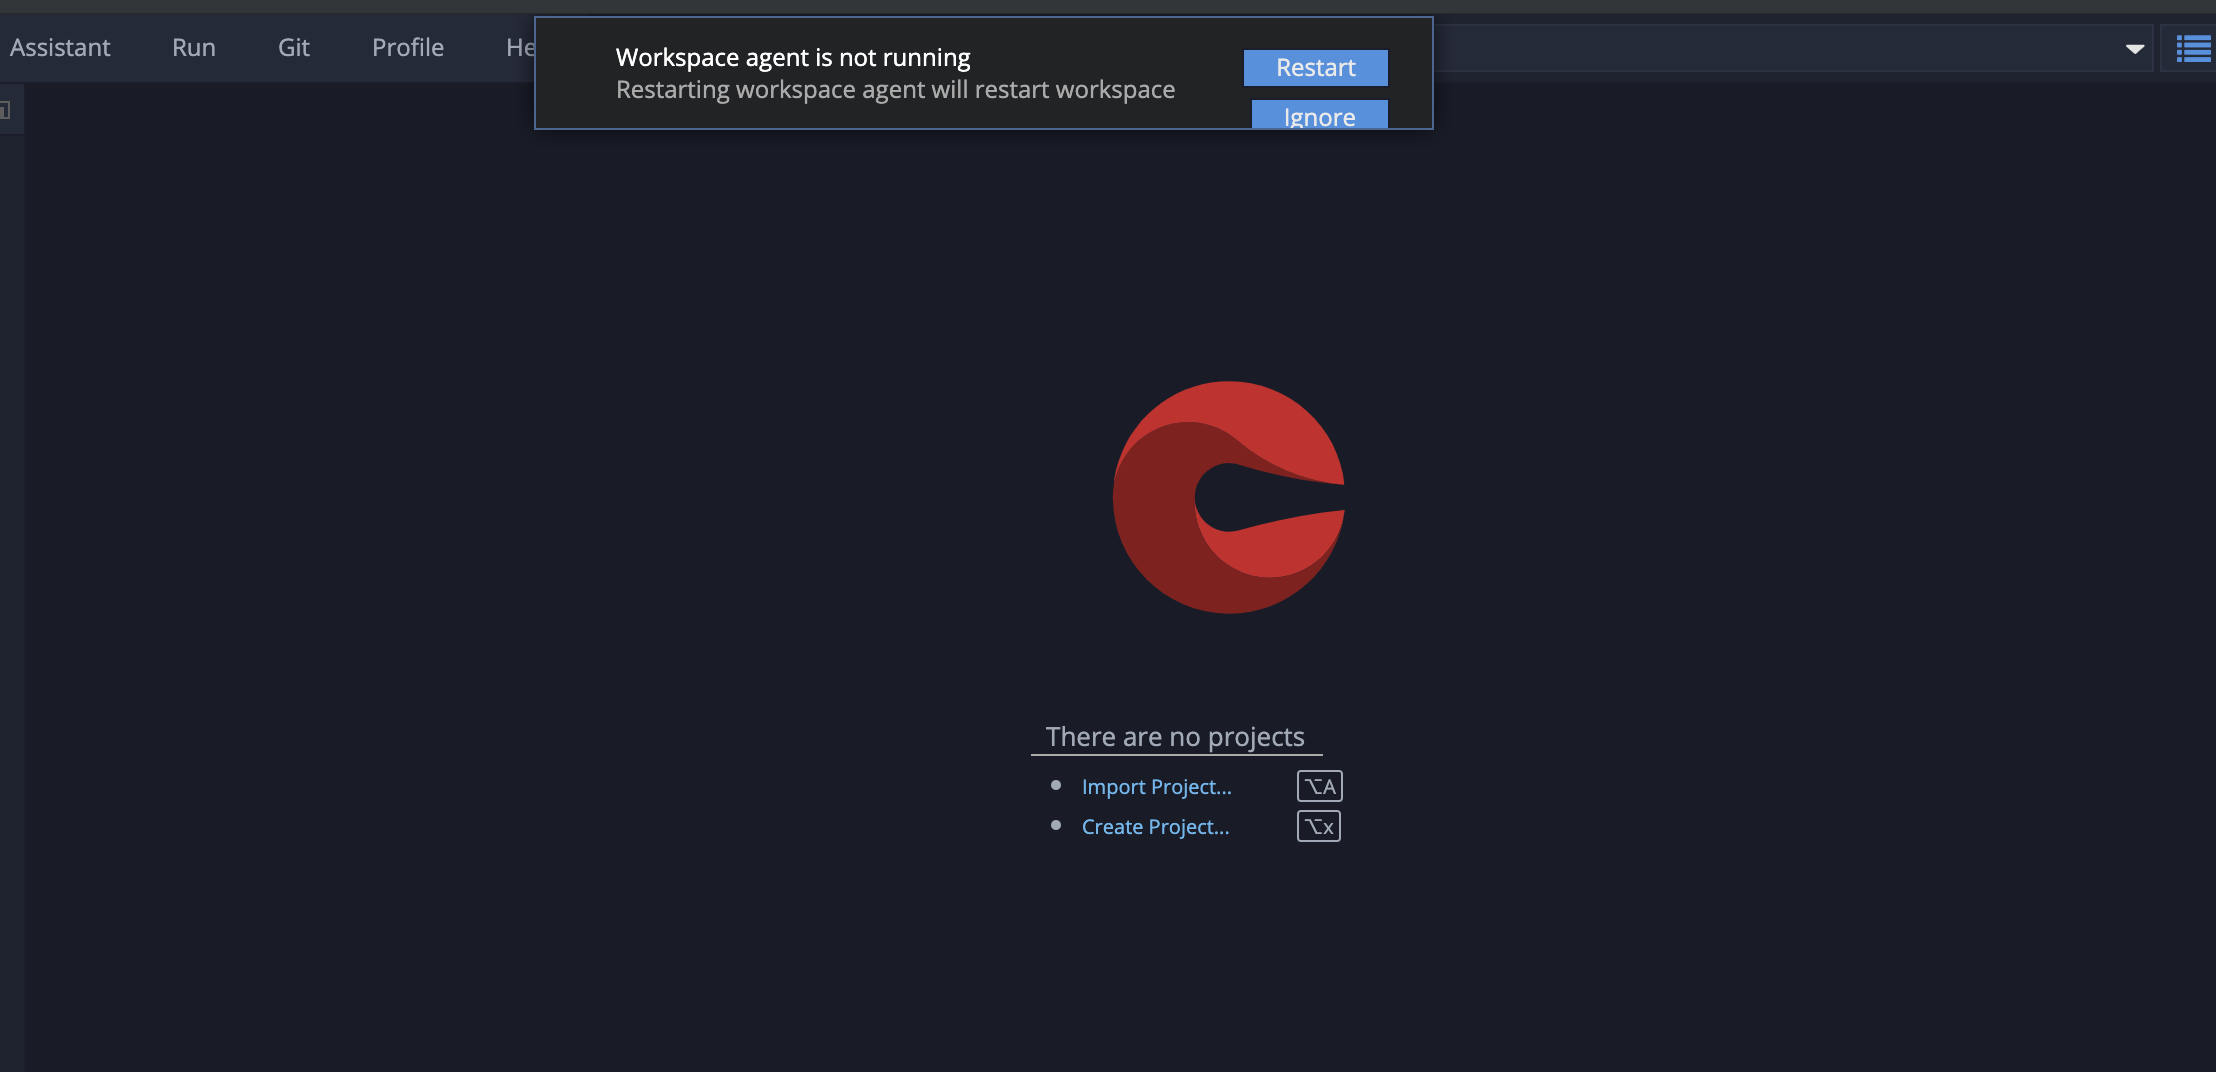 Assistant Run Git Profile He
Workspace agent is not running
Restarting workspace agent will restart workspace
Restart
Ignore
There are no projects
Import Project... ⌥A
Create Project... ⌥x